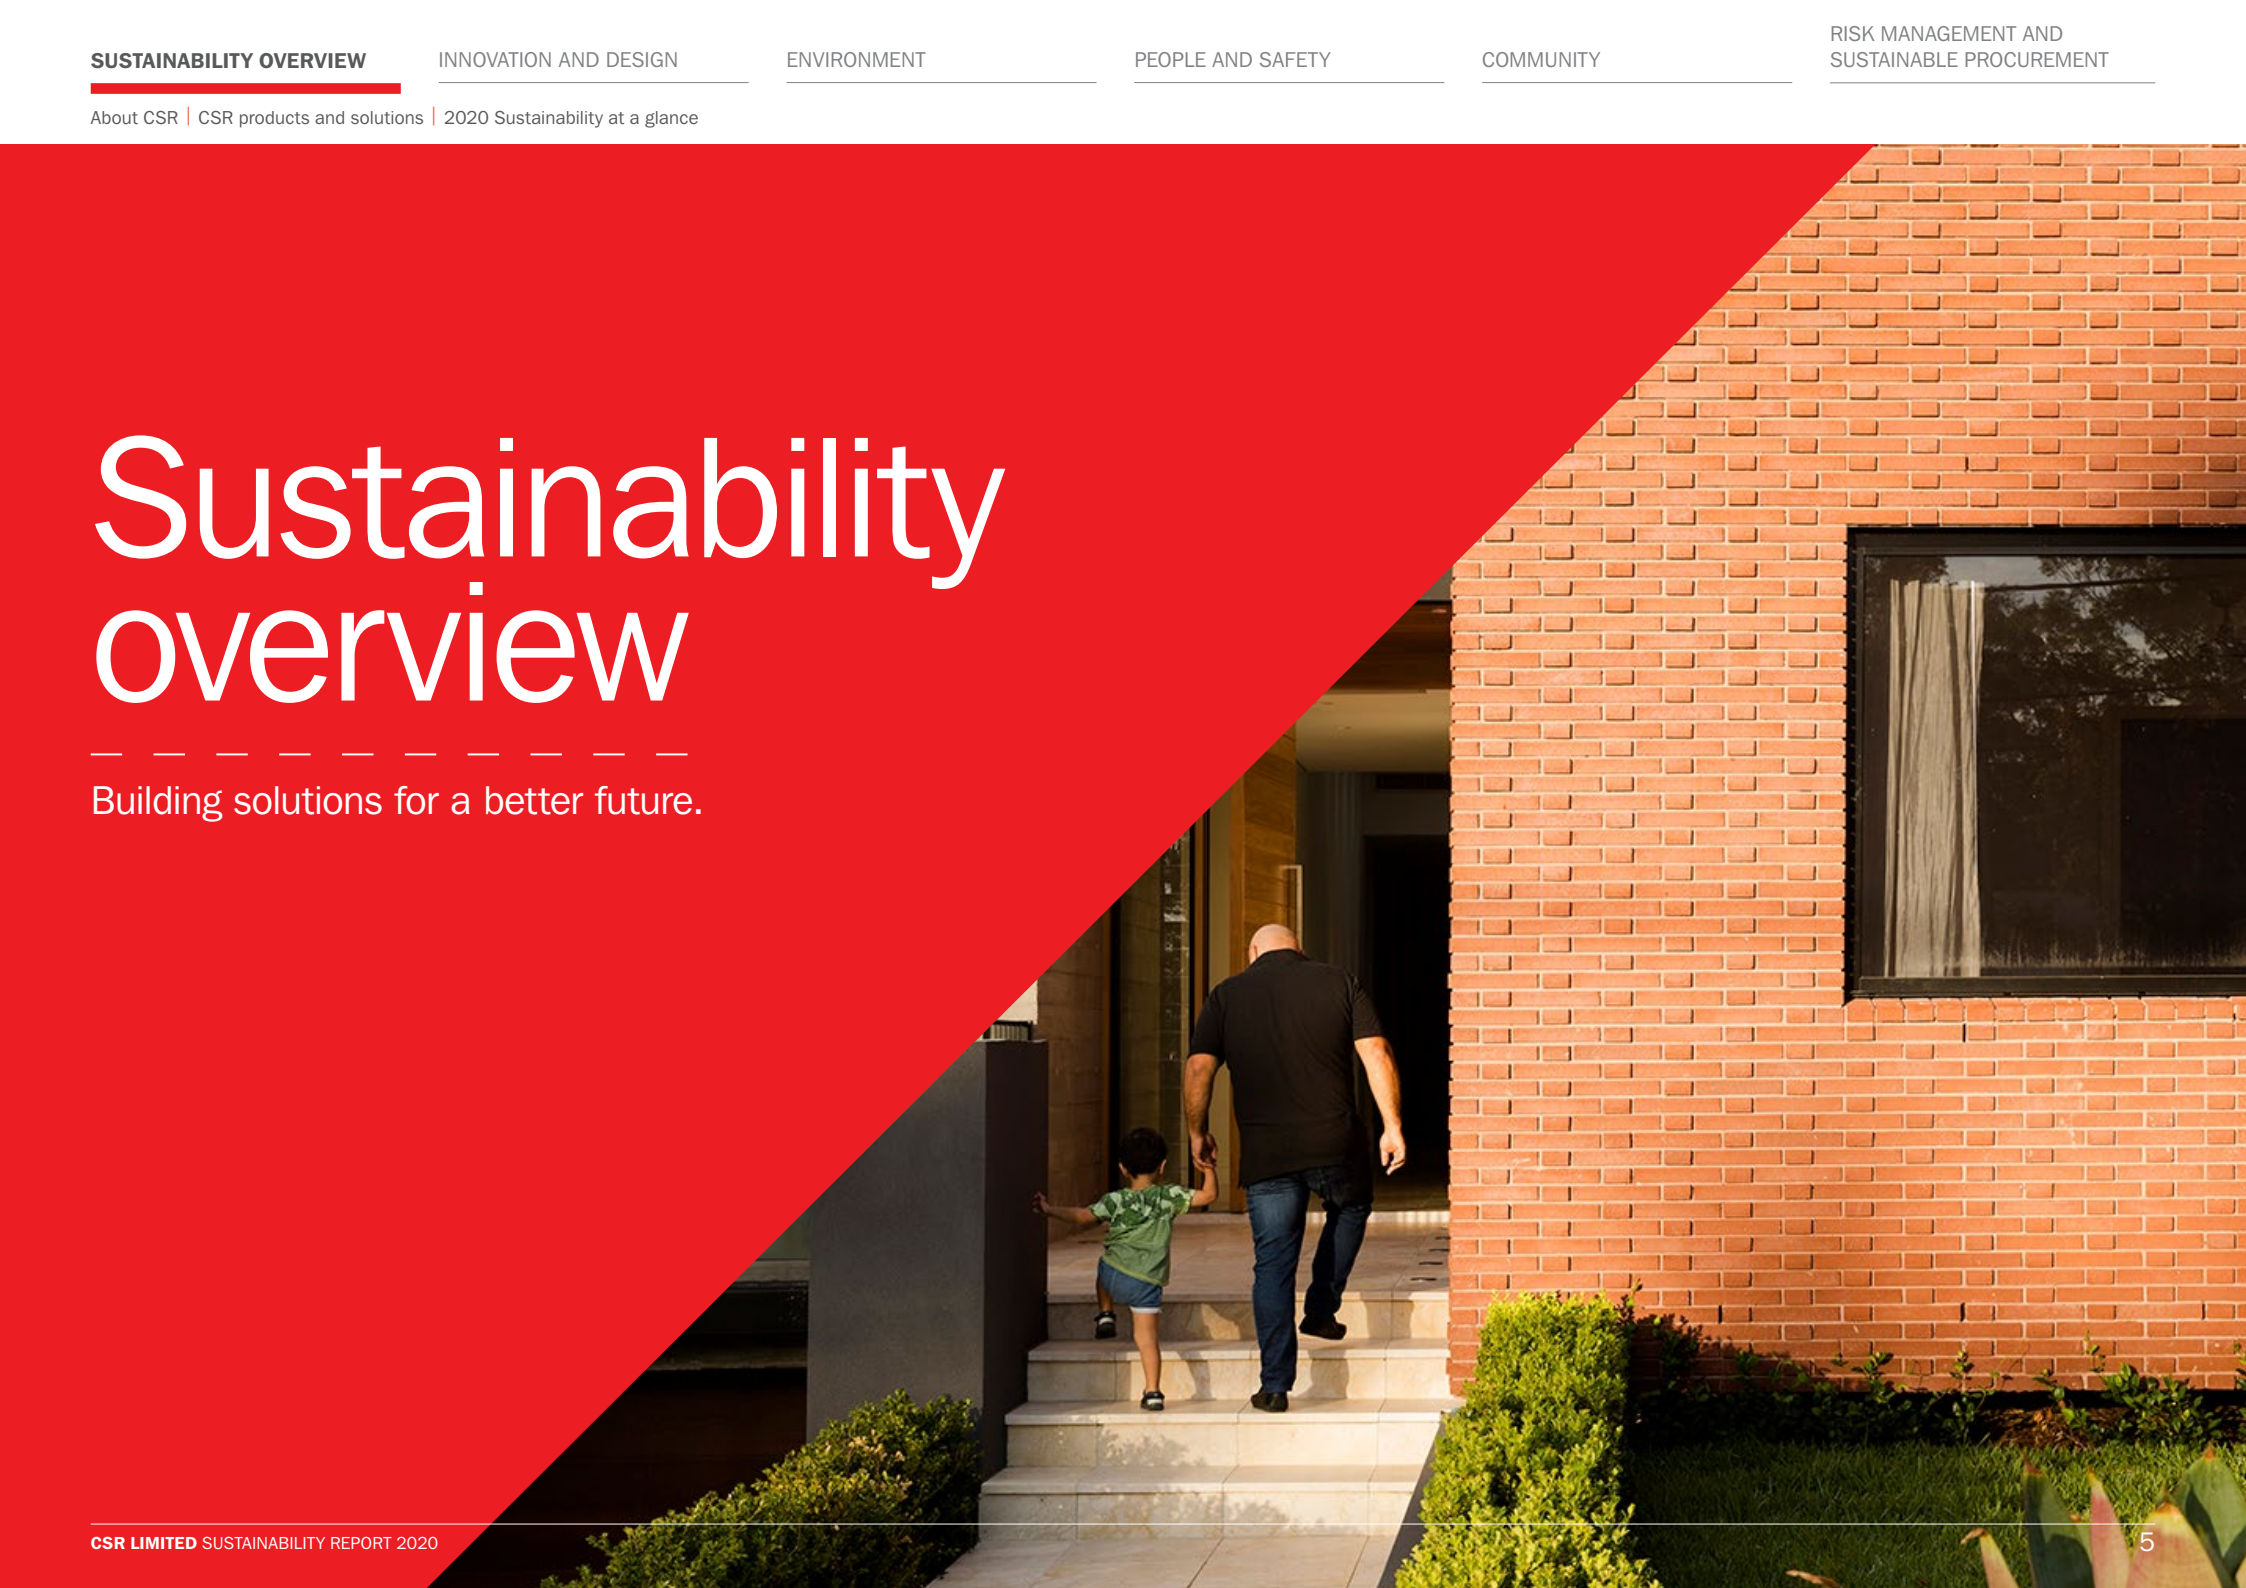 SUSTAINABILITY OVERVIEW
INNOVATION AND DESIGN
ENVIRONMENT
PEOPLE AND SAFETY
COMMUNITY
RISK MANAGEMENT AND
SUSTAINABLE PROCUREMENT
About CSR | CSR products and solutions | 2020 Sustainability at a glance
Sustainability
overview
Building solutions for a better future.
CSR LIMITED SUSTAINABILITY REPORT 2020
5